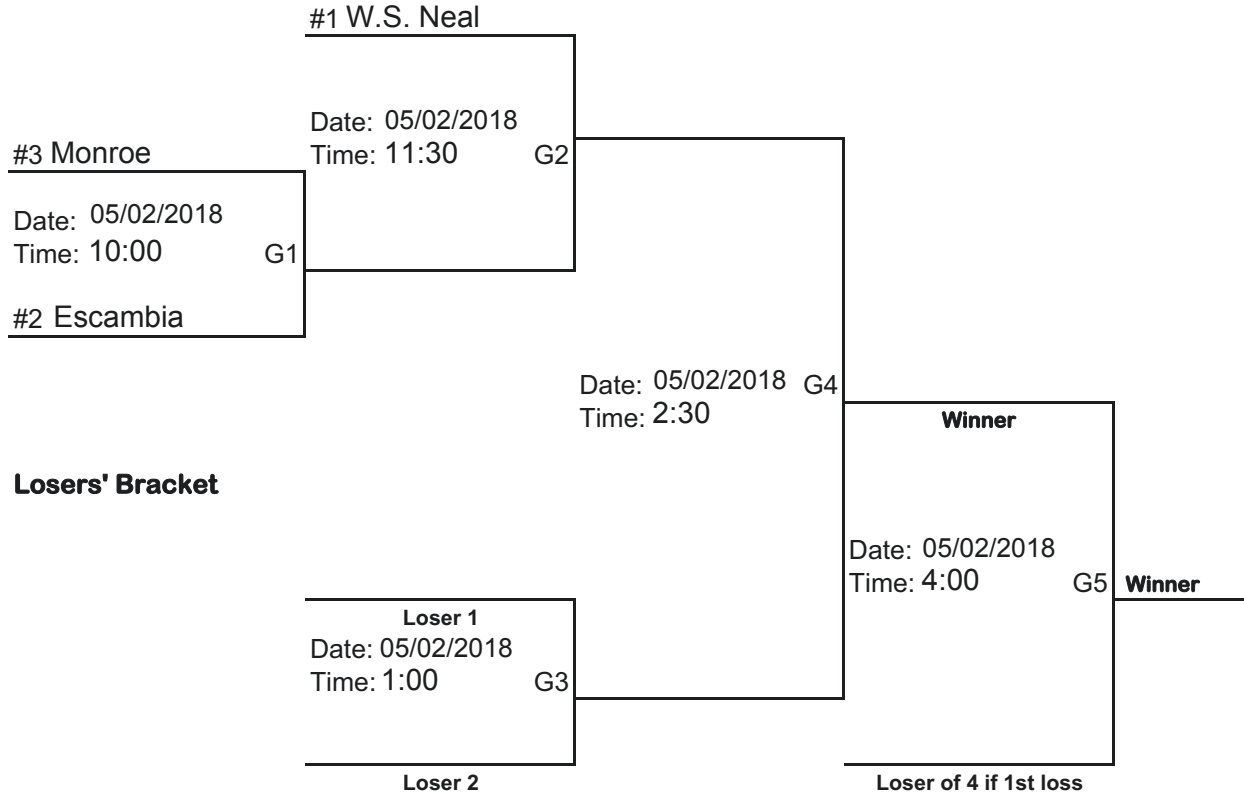 #1 W.S. Neal
Date: 05/02/2018
Time: 11:30 G2
#3 Monroe
Date: 05/02/2018
Time: 10:00 G1
#2 Escambia
Date: 05/02/2018 G4
Time: 2:30
Winner
Losers' Bracket
Date: 05/02/2018
Time: 4:00 G5 Winner
Loser 1
Date: 05/02/2018
Time: 1:00 G3
Loser 2
Loser of 4 if 1st loss